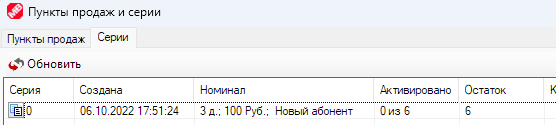 Пункты продаж и серии
Пункты продаж Серии
Обновить
Серия Создана Номинал Активировано Остаток
0 06.10.2022 17:51:24 3 д.; 100 Руб.; Новый абонент 0 из 6 6